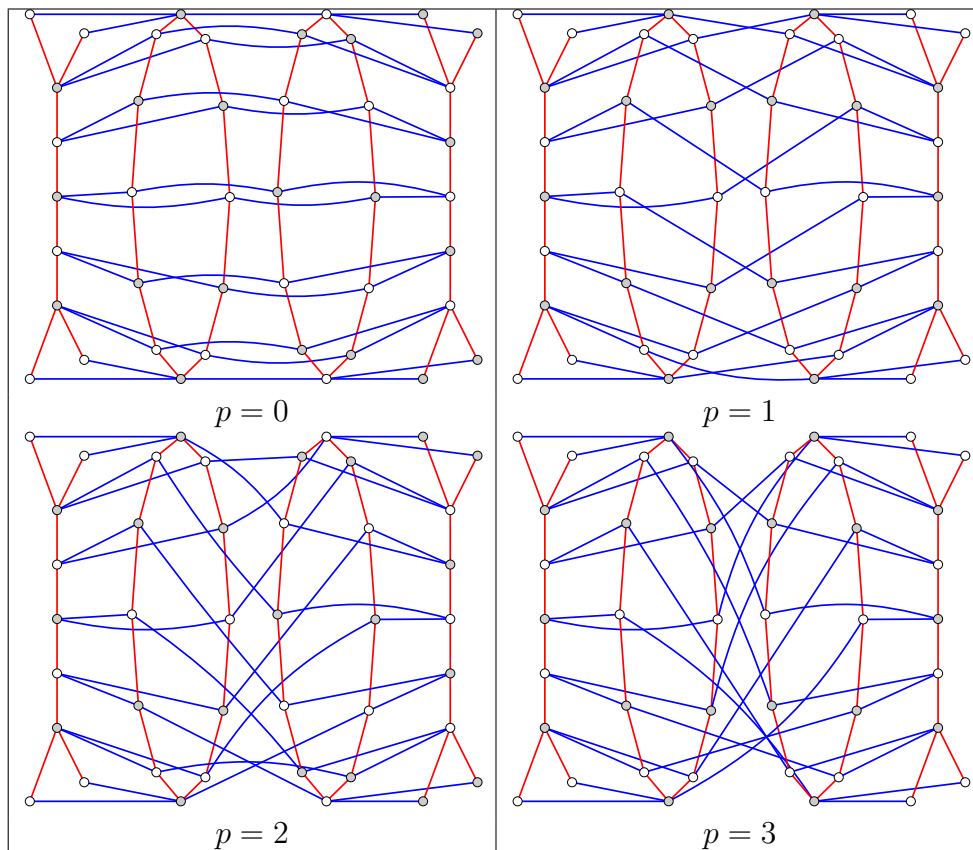 p = 0
p = 1
p = 2
p = 3